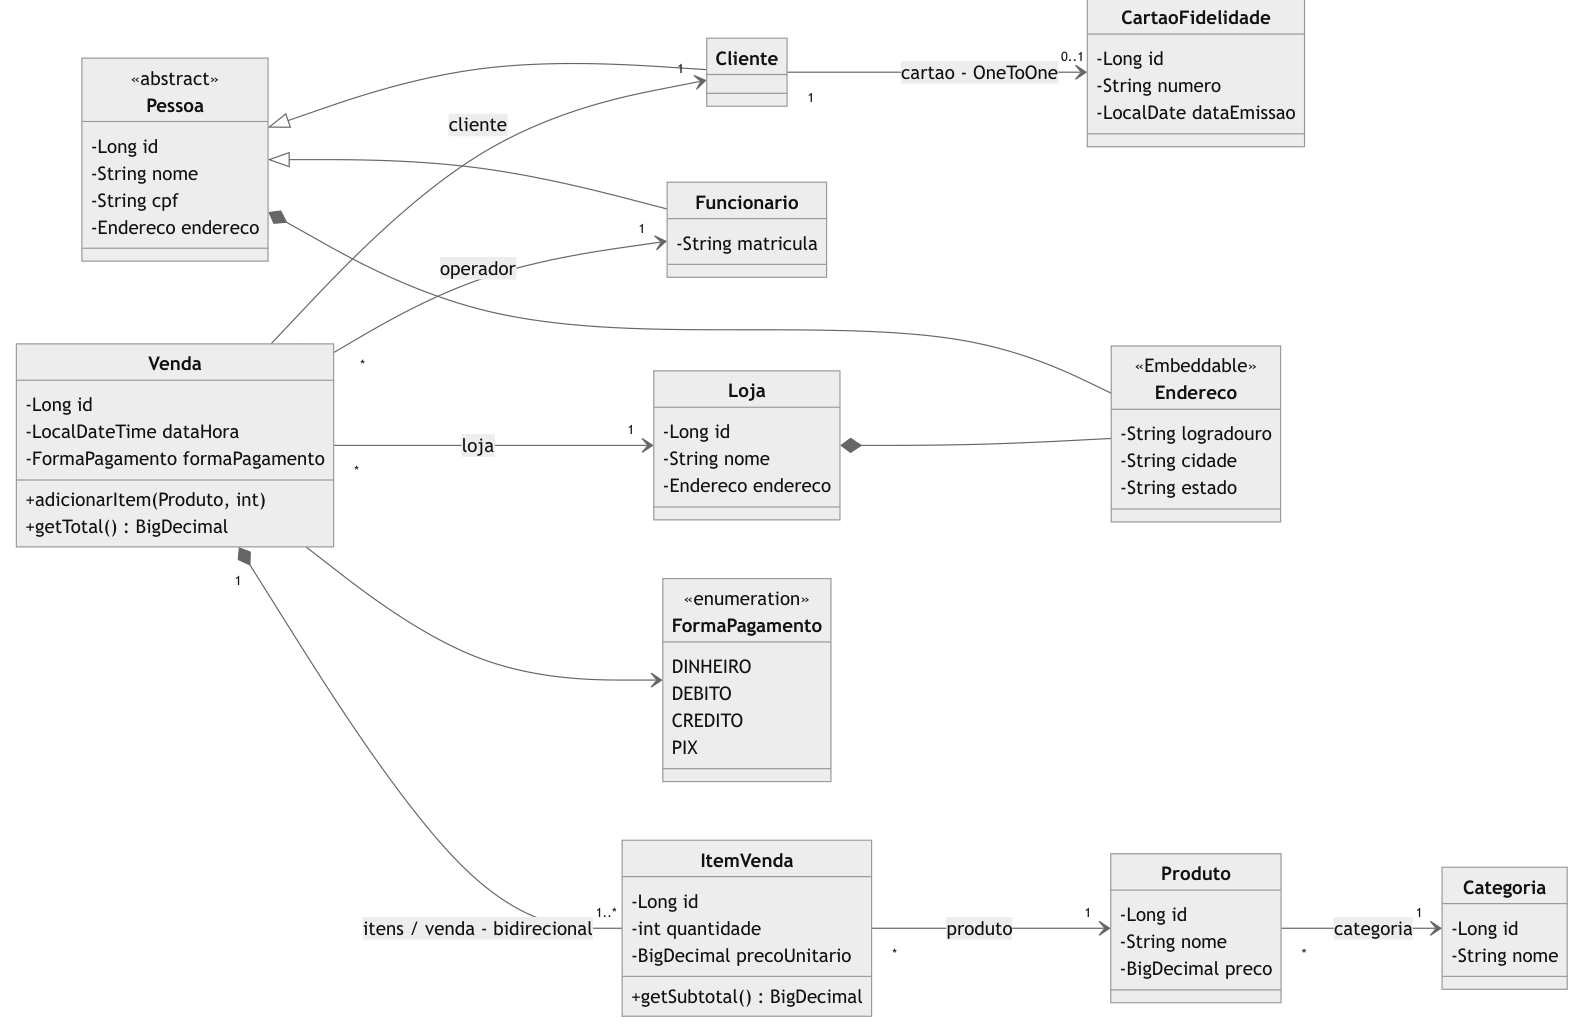 «abstract»
Pessoa
-Long id
-String nome
-String cpf
-Endereco endereco
Cliente
1
1
cartao - OneToOne
0..1
CartaoFidelidade
-Long id
-String numero
-LocalDate dataEmissao
cliente
Funcionario
-String matricula
1
operador
*
Venda
-Long id
-LocalDateTime dataHora
-FormaPagamento formaPagamento
+adicionarItem(Produto, int)
+getTotal() : BigDecimal
*
loja
1
Loja
-Long id
-String nome
-Endereco endereco
«Embeddable»
Endereco
-String logradouro
-String cidade
-String estado
«enumeration»
FormaPagamento
DINHEIRO
DEBITO
CREDITO
PIX
1
itens / venda - bidirecional
1..*
ItemVenda
-Long id
-int quantidade
-BigDecimal precoUnitario
+getSubtotal() : BigDecimal
*
produto
1
Produto
-Long id
-String nome
-BigDecimal preco
*
categoria
1
Categoria
-Long id
-String nome